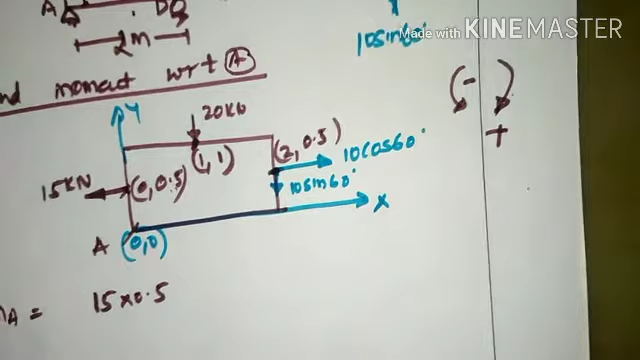 A D
2m
10sin60°
Made with KINEMASTER
moment wrt A
Y
20KN
(2, 0.5)
(1, 1)
10cos60°
15KN
(0, 0.5)
10sin60°
X
A (0,0)
- +
= 15×0.5